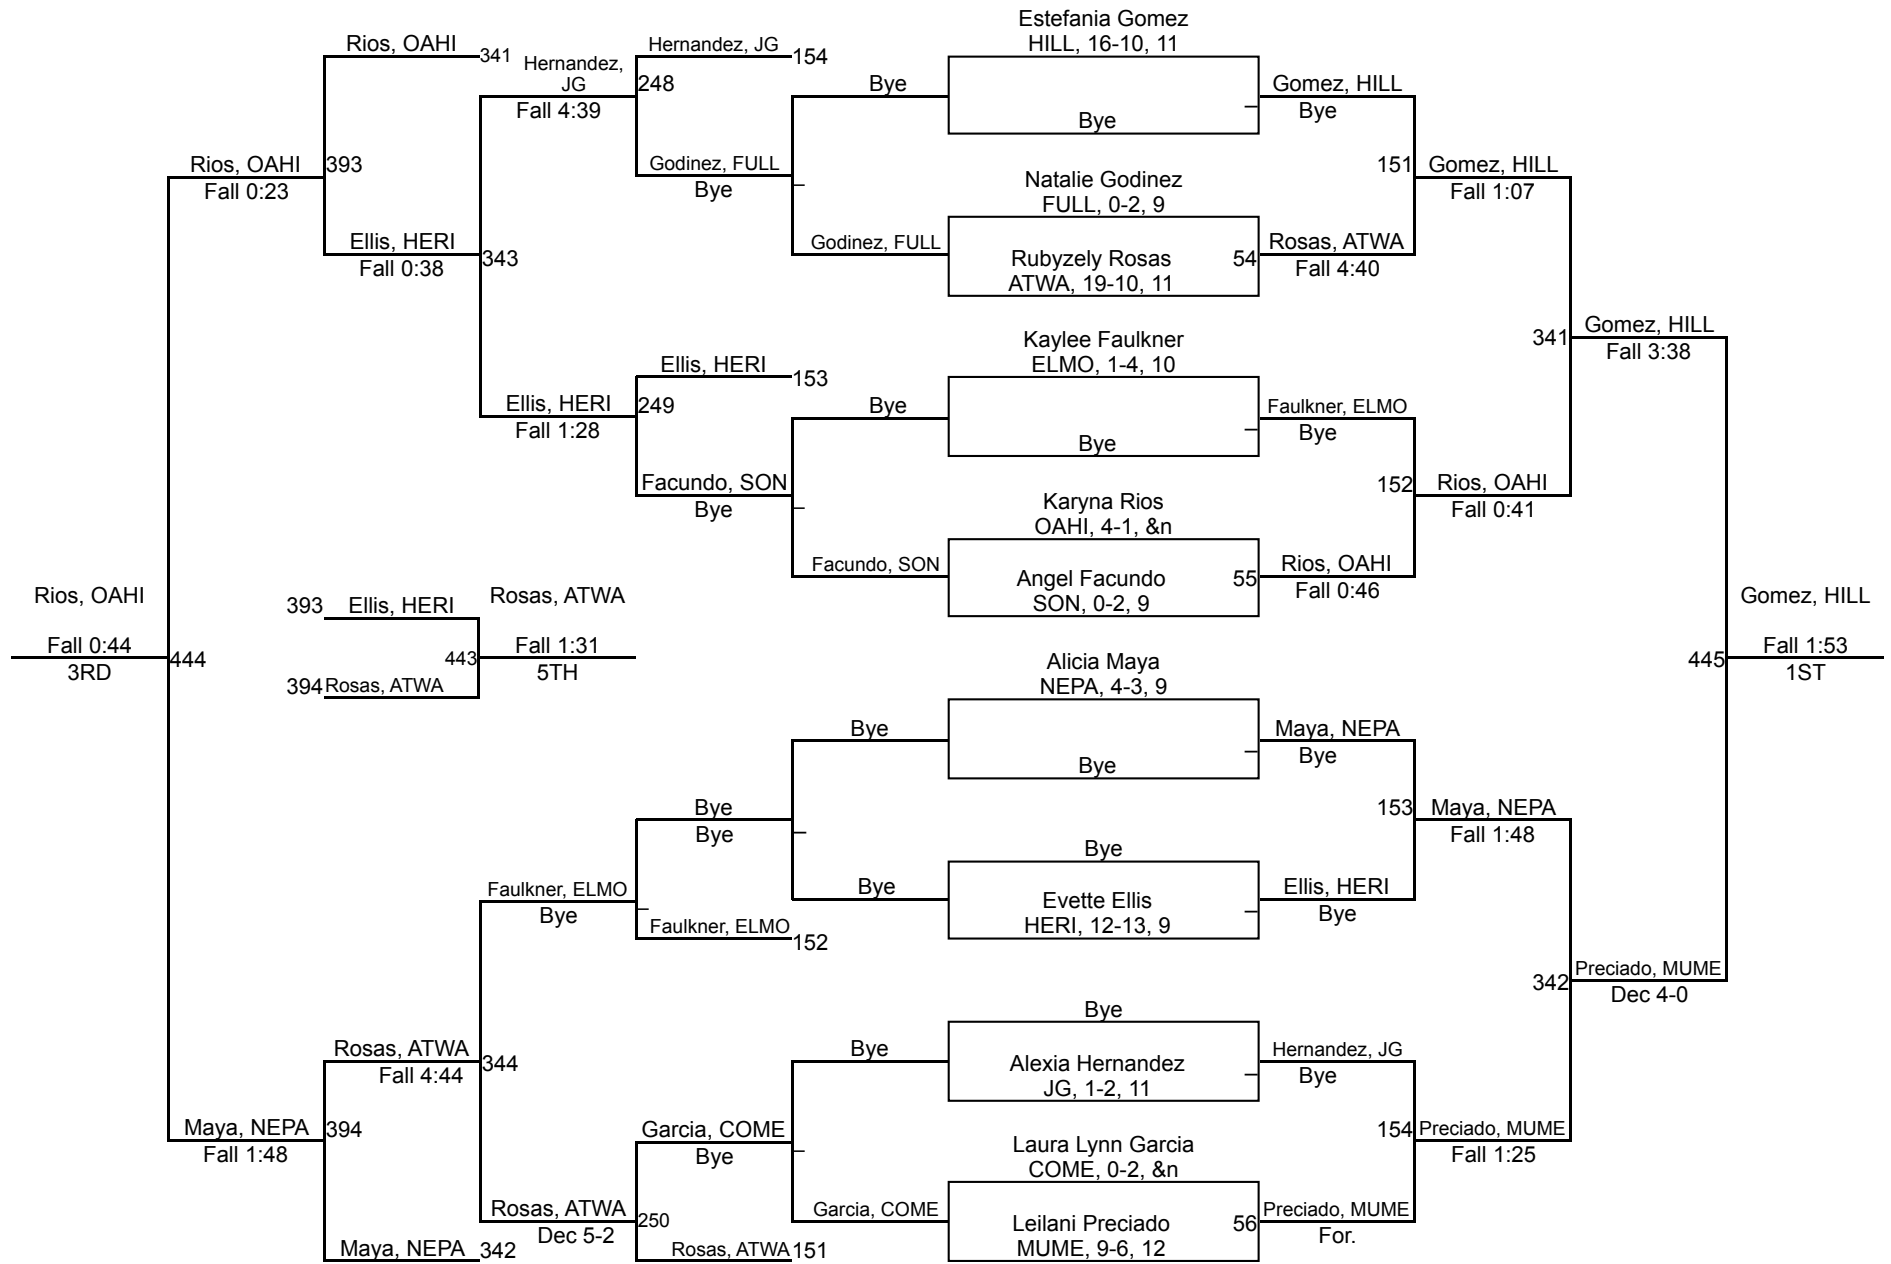 Rios, OAHI
341
Hernandez,
JG
Fall 4:39
Hernandez, JG
154
248
Bye
Estefania Gomez
HILL, 16-10, 11
Bye
Gomez, HILL
Bye
Rios, OAHI
Fall 0:23
393
Godinez, FULL
Bye
Natalie Godinez
FULL, 0-2, 9
151
Gomez, HILL
Fall 1:07
Ellis, HERI
Fall 0:38
343
Godinez, FULL
Rubyzely Rosas
ATWA, 19-10, 11
54
Rosas, ATWA
Fall 4:40
Kaylee Faulkner
ELMO, 1-4, 10
341
Gomez, HILL
Fall 3:38
Ellis, HERI
153
Ellis, HERI
Fall 1:28
249
Bye
Bye
Faulkner, ELMO
Bye
Facundo, SON
Bye
Karyna Rios
OAHI, 4-1, &n
152
Rios, OAHI
Fall 0:41
Facundo, SON
Angel Facundo
SON, 0-2, 9
55
Rios, OAHI
Fall 0:46
Rios, OAHI
Fall 0:44
3RD
444
393
Ellis, HERI
394
Rosas, ATWA
443
Rosas, ATWA
Fall 1:31
5TH
Gomez, HILL
Fall 1:53
1ST
445
Alicia Maya
NEPA, 4-3, 9
Bye
Bye
Maya, NEPA
Bye
Bye
Bye
153
Maya, NEPA
Fall 1:48
Faulkner, ELMO
Bye
Faulkner, ELMO
152
Bye
Bye
Evette Ellis
HERI, 12-13, 9
Ellis, HERI
Bye
342
Preciado, MUME
Dec 4-0
Rosas, ATWA
Fall 4:44
344
Bye
Bye
Alexia Hernandez
JG, 1-2, 11
Hernandez, JG
Bye
Maya, NEPA
Fall 1:48
394
Garcia, COME
Bye
Laura Lynn Garcia
COME, 0-2, &n
154
Preciado, MUME
Fall 1:25
Rosas, ATWA
Dec 5-2
250
Garcia, COME
Leilani Preciado
MUME, 9-6, 12
56
Preciado, MUME
For.
Maya, NEPA
342
Rosas, ATWA
151